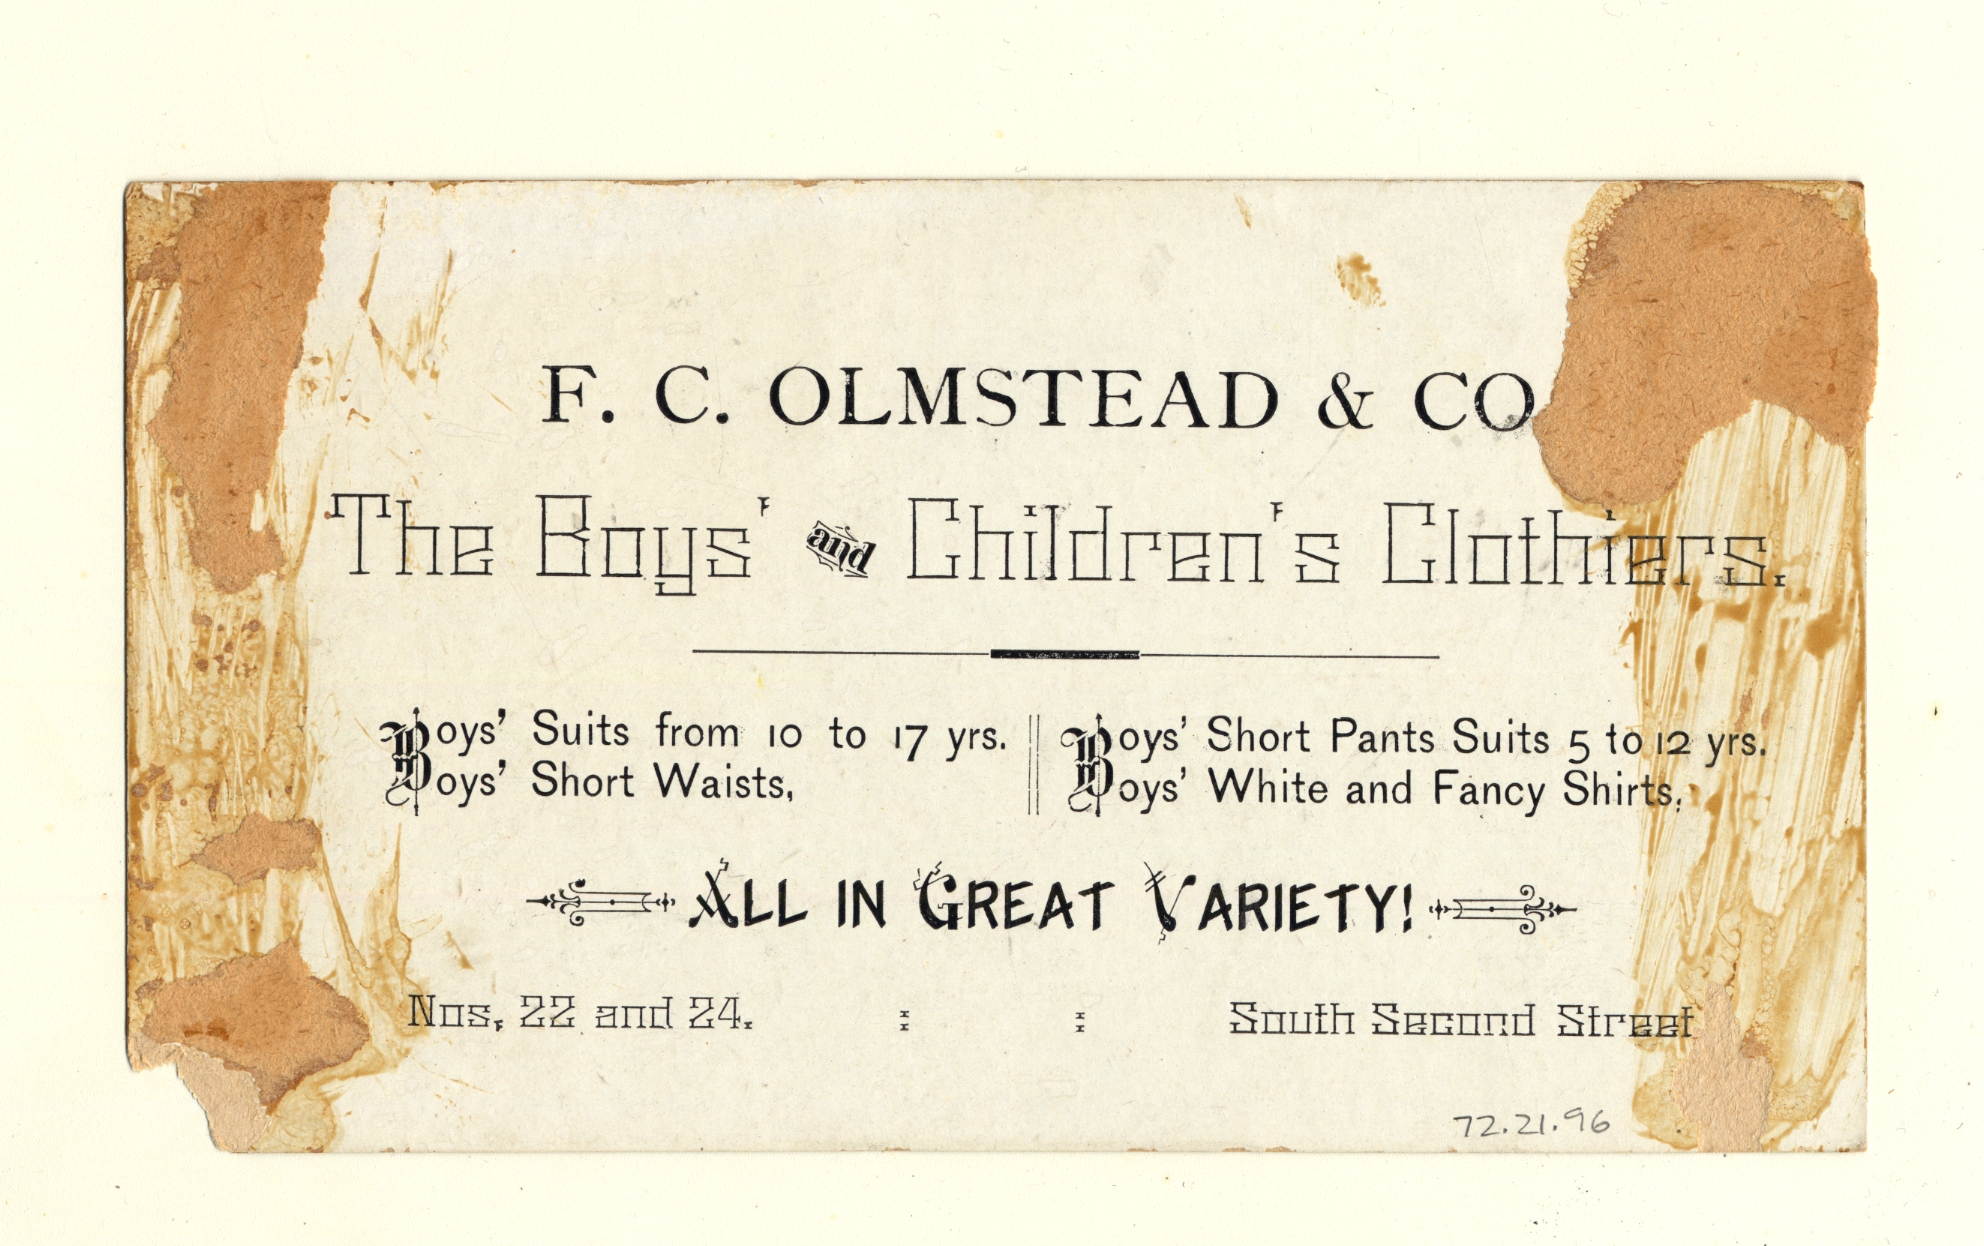 F. C. OLMSTEAD & CO
The Boys' and Children's Clothiers.
Boys' Suits from 10 to 17 yrs.
Boys' Short Waists,
Boys' Short Pants Suits 5 to 12 yrs.
Boys' White and Fancy Shirts,
ALL IN GREAT VARIETY!
Nos, 22 and 24. : : South Second Street
72.21.96